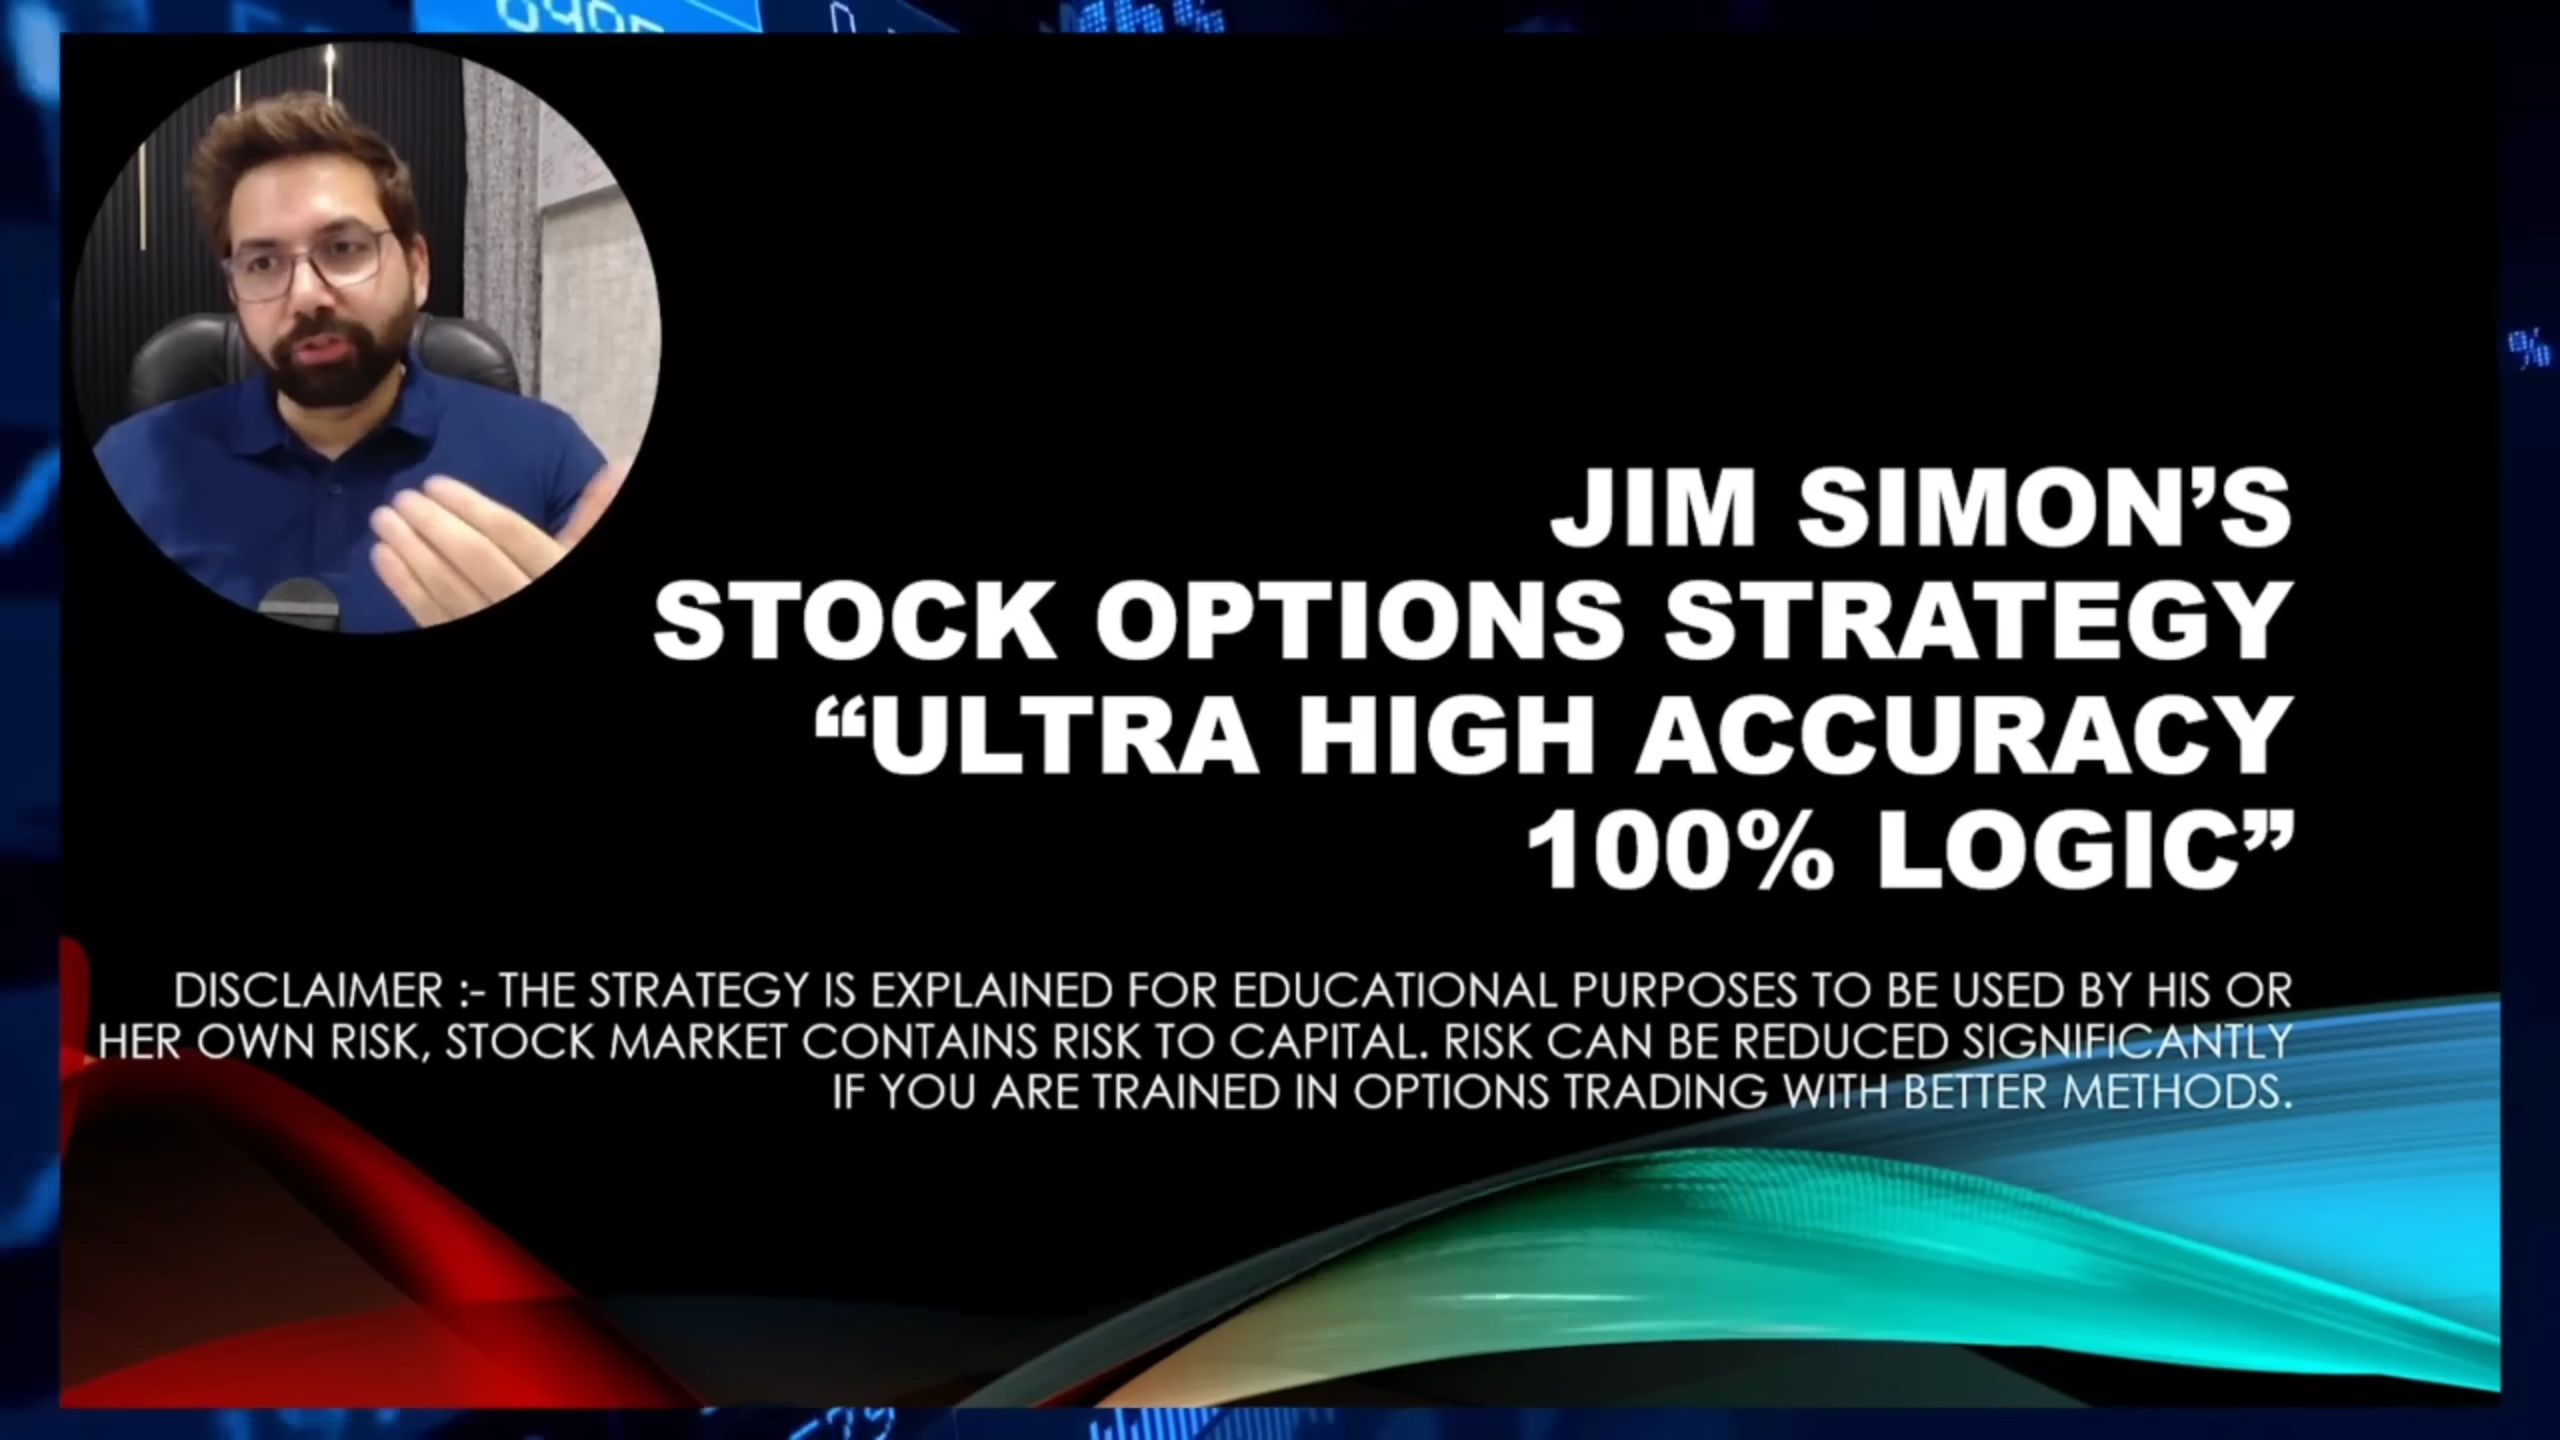 JIM SIMON’S
STOCK OPTIONS STRATEGY
“ULTRA HIGH ACCURACY
100% LOGIC”
DISCLAIMER :- THE STRATEGY IS EXPLAINED FOR EDUCATIONAL PURPOSES TO BE USED BY HIS OR
HER OWN RISK, STOCK MARKET CONTAINS RISK TO CAPITAL. RISK CAN BE REDUCED SIGNIFICANTLY
IF YOU ARE TRAINED IN OPTIONS TRADING WITH BETTER METHODS.
%